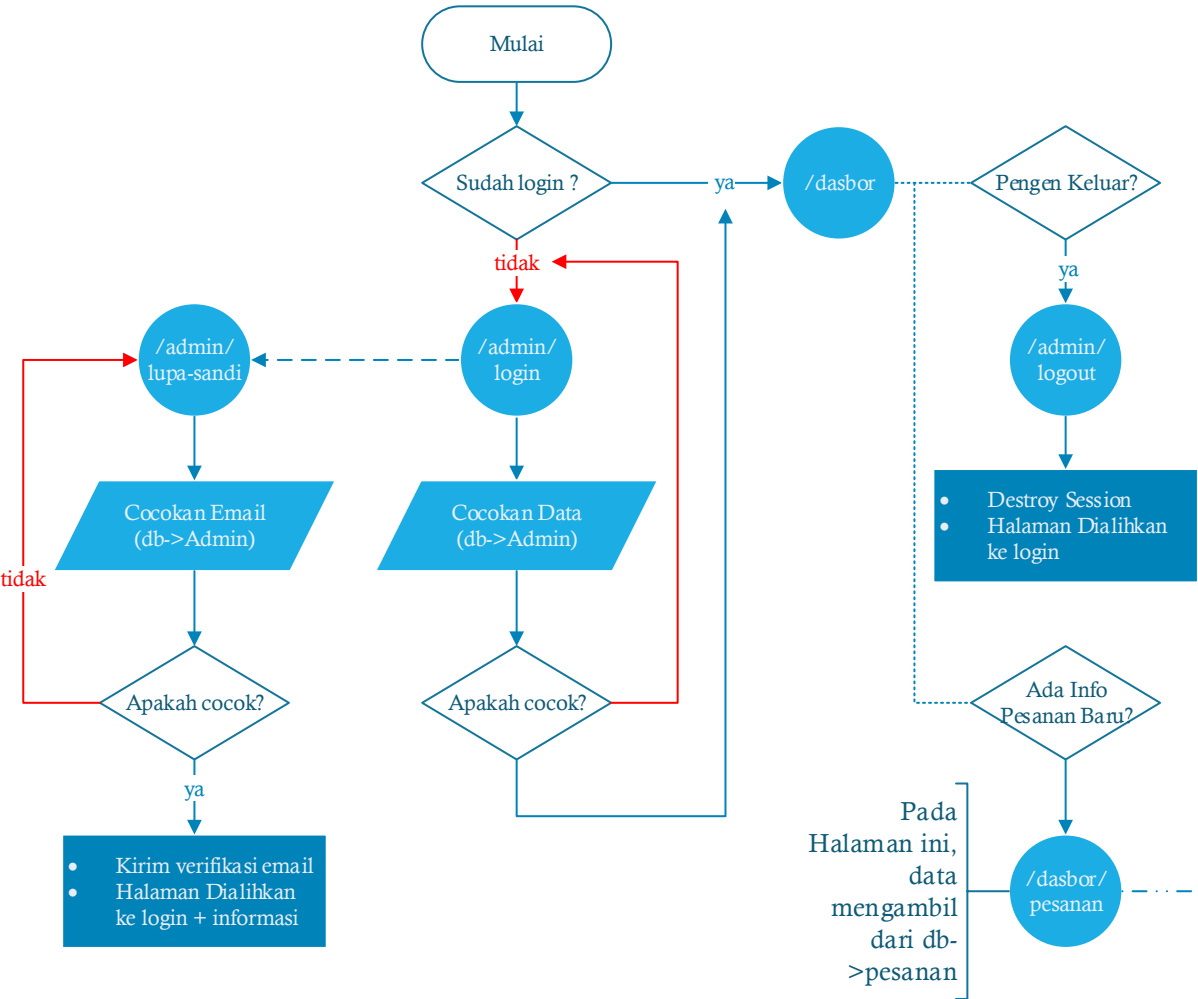 Mulai
Sudah login ?
ya
/dasbor
Pengen Keluar?
tidak
ya
/admin/
lupa-sandi
/admin/
login
/admin/
logout
Cocokan Email
(db->Admin)
Cocokan Data
(db->Admin)
• Destroy Session
• Halaman Dialihkan
ke login
tidak
Apakah cocok?
Apakah cocok?
Ada Info
Pesanan Baru?
ya
• Kirim verifikasi email
• Halaman Dialihkan
ke login + informasi
Pada
Halaman ini,
data
mengambil
dari db-
>pesanan
/dasbor/
pesanan